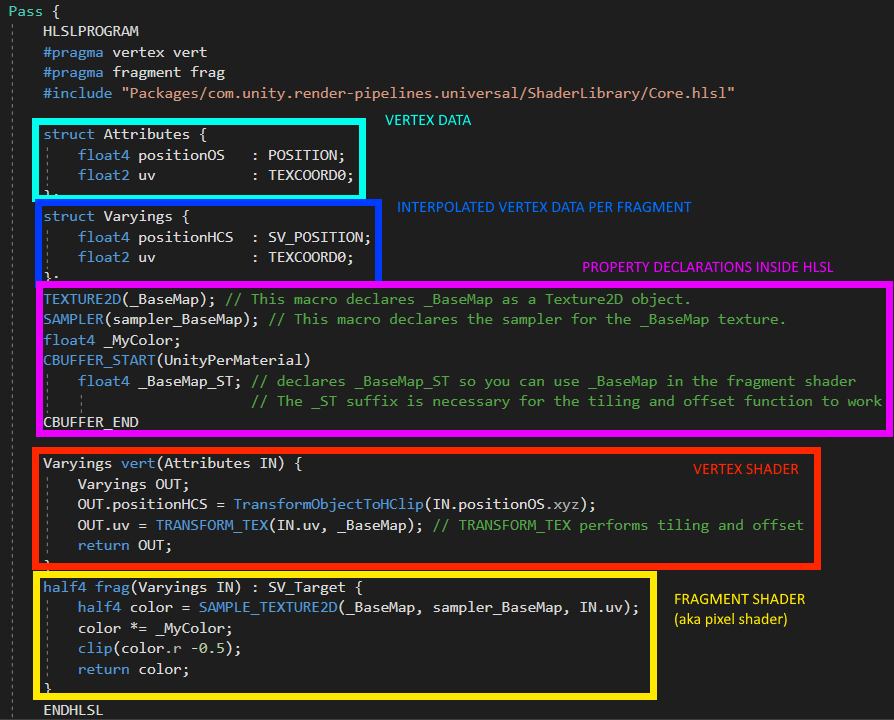 Pass {
HLSLPROGRAM
#pragma vertex vert
#pragma fragment frag
#include "Packages/com.unity.render-pipelines.universal/ShaderLibrary/Core.hlsl"
VERTEX DATA
struct Attributes {
float4 positionOS : POSITION;
float2 uv : TEXCOORD0;
};
INTERPOLATED VERTEX DATA PER FRAGMENT
struct Varyings {
float4 positionHCS : SV_POSITION;
float2 uv : TEXCOORD0;
};
PROPERTY DECLARATIONS INSIDE HLSL
TEXTURE2D(_BaseMap); // This macro declares _BaseMap as a Texture2D object.
SAMPLER(sampler_BaseMap); // This macro declares the sampler for the _BaseMap texture.
float4 _MyColor;
CBUFFER_START(UnityPerMaterial)
float4 _BaseMap_ST; // declares _BaseMap_ST so you can use _BaseMap in the fragment shader
// The _ST suffix is necessary for the tiling and offset function to work
CBUFFER_END
Varyings vert(Attributes IN) {
VERTEX SHADER
Varyings OUT;
OUT.positionHCS = TransformObjectToHClip(IN.positionOS.xyz);
OUT.uv = TRANSFORM_TEX(IN.uv, _BaseMap); // TRANSFORM_TEX performs tiling and offset
return OUT;
}
half4 frag(Varyings IN) : SV_Target {
FRAGMENT SHADER
(aka pixel shader)
half4 color = SAMPLE_TEXTURE2D(_BaseMap, sampler_BaseMap, IN.uv);
color *= _MyColor;
clip(color.r -0.5);
return color;
}
ENDHLSL